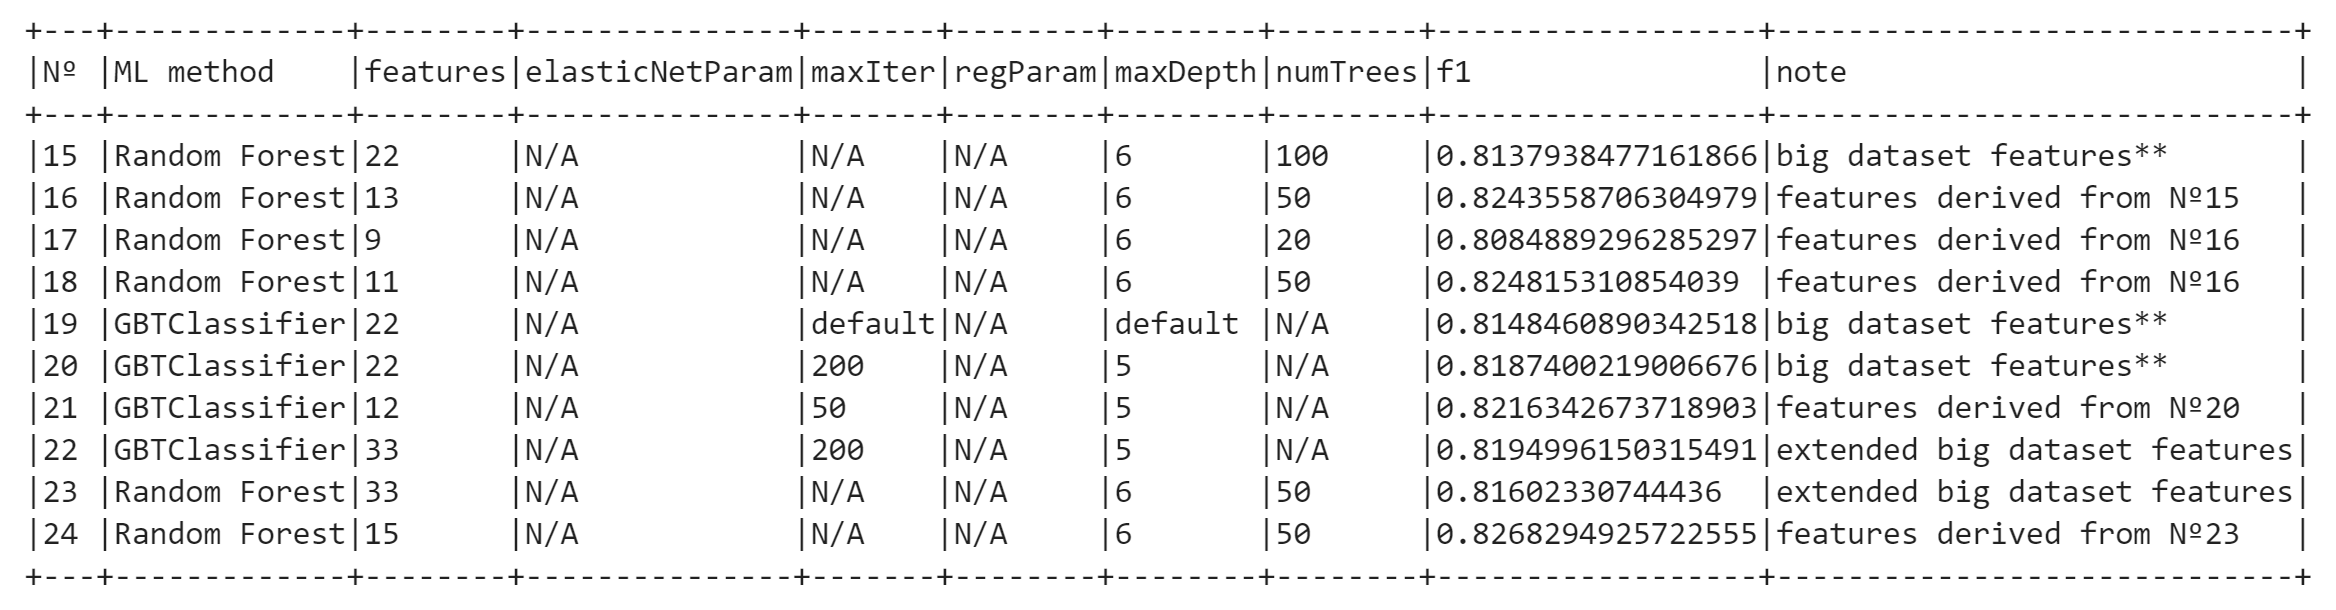 +---+-------------+--------+---------------+-------+--------+--------+--------+------------------+-----------------------------+
|Nº |ML method    |features|elasticNetParam|maxIter|regParam|maxDepth|numTrees|f1                |note                         |
+---+-------------+--------+---------------+-------+--------+--------+--------+------------------+-----------------------------+
|15 |Random Forest|22      |N/A            |N/A    |N/A     |6       |100     |0.8137938477161866|big dataset features**       |
|16 |Random Forest|13      |N/A            |N/A    |N/A     |6       |50      |0.8243558706304979|features derived from Nº15   |
|17 |Random Forest|9       |N/A            |N/A    |N/A     |6       |20      |0.8084889296285297|features derived from Nº16   |
|18 |Random Forest|11      |N/A            |N/A    |N/A     |6       |50      |0.824815310854039 |features derived from Nº16   |
|19 |GBTClassifier|22      |N/A            |default|N/A     |default |N/A     |0.8148460890342518|big dataset features**       |
|20 |GBTClassifier|22      |N/A            |200    |N/A     |5       |N/A     |0.8187400219006676|big dataset features**       |
|21 |GBTClassifier|12      |N/A            |50     |N/A     |5       |N/A     |0.8216342673718903|features derived from Nº20   |
|22 |GBTClassifier|33      |N/A            |200    |N/A     |5       |N/A     |0.8194996150315491|extended big dataset features|
|23 |Random Forest|33      |N/A            |N/A    |N/A     |6       |50      |0.81602330744436  |extended big dataset features|
|24 |Random Forest|15      |N/A            |N/A    |N/A     |6       |50      |0.8268294925722555|features derived from Nº23   |
+---+-------------+--------+---------------+-------+--------+--------+--------+------------------+-----------------------------+